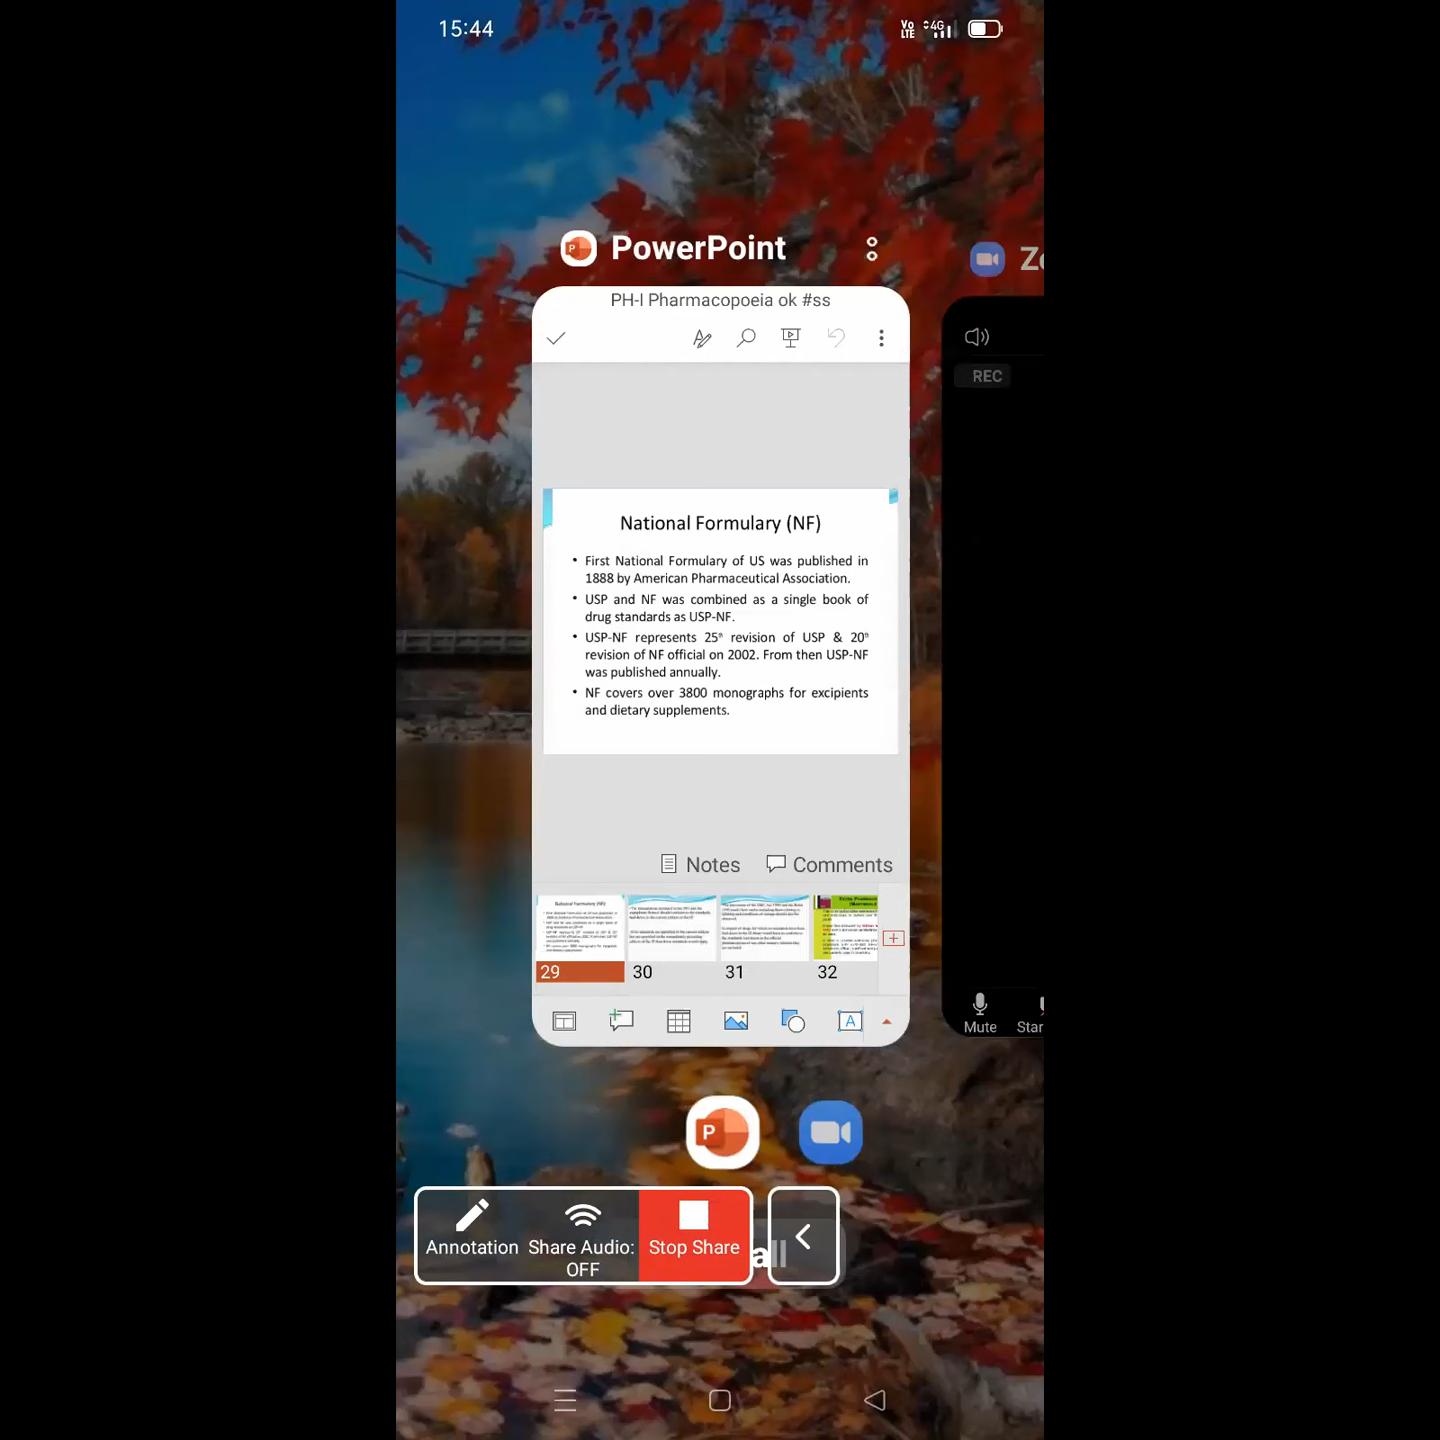 15:44
Vo LTE 4G
PowerPoint
PH-I Pharmacopoeia ok #ss
REC
National Formulary (NF)
• First National Formulary of US was published in
1888 by American Pharmaceutical Association.
• USP and NF was combined as a single book of
drug standards as USP-NF.
• USP-NF represents 25th revision of USP & 20th
revision of NF official on 2002. From then USP-NF
was published annually.
• NF covers over 3800 monographs for excipients
and dietary supplements.
Notes
Comments
29
30
31
32
Mute
Annotation
Share Audio:
OFF
Stop Share